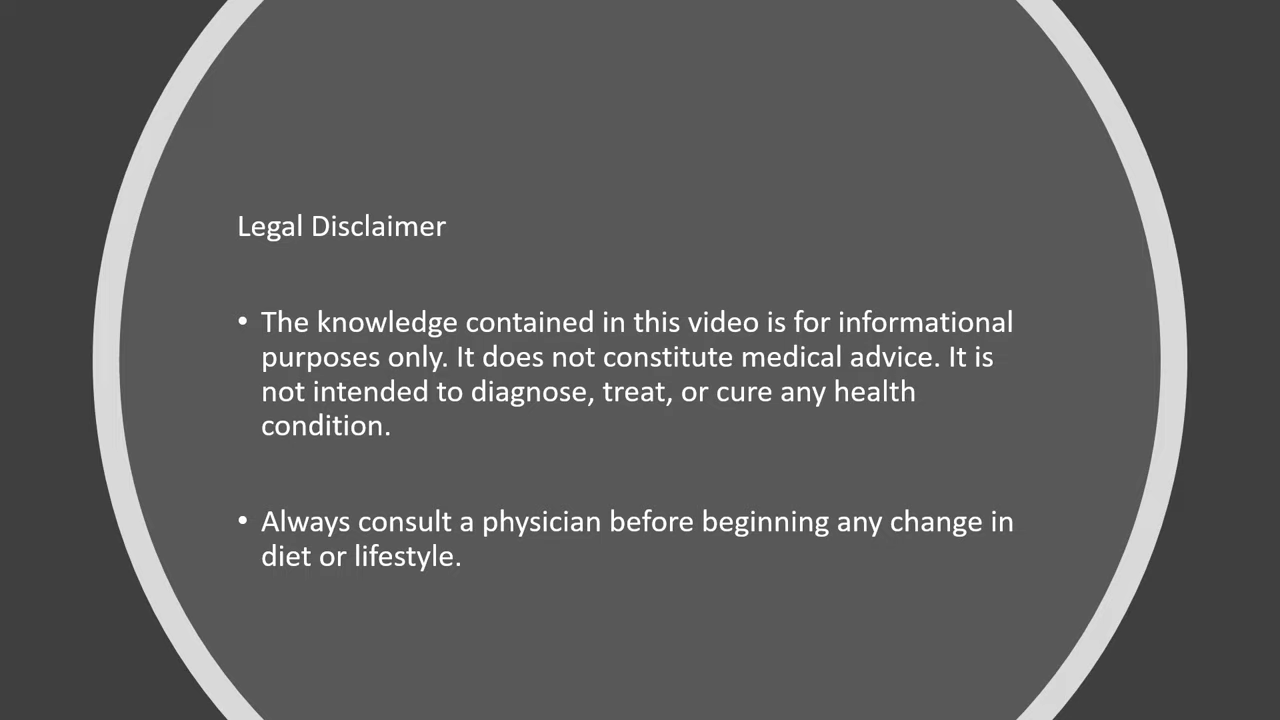 Legal Disclaimer
• The knowledge contained in this video is for informational
purposes only. It does not constitute medical advice. It is
not intended to diagnose, treat, or cure any health
condition.
• Always consult a physician before beginning any change in
diet or lifestyle.